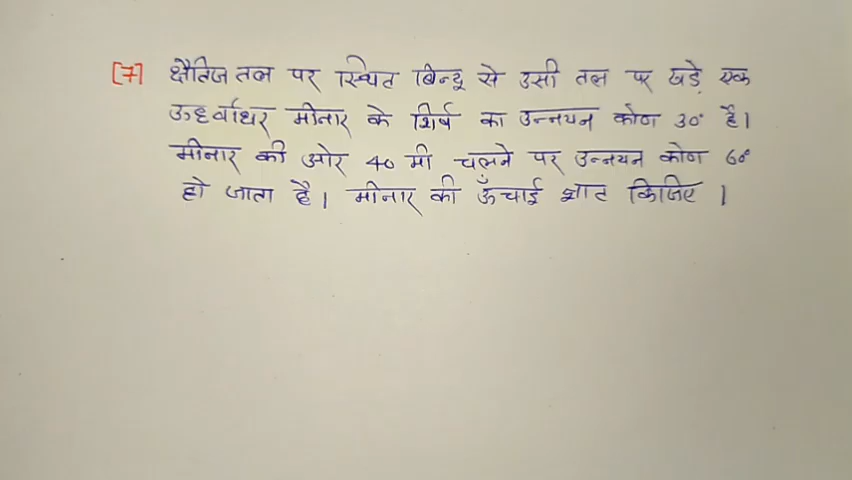 [7] क्षैतिज तल पर स्थित बिन्दू से उसी तल पर खड़े एक
ऊर्ध्वाधर मीनार के शिर्ष का उन्नयन कोण 30° है।
मीनार की ओर 40 मी चलने पर उन्नयन कोण 60°
हो जाता है। मीनार की ऊँचाई ज्ञात किजिए ।